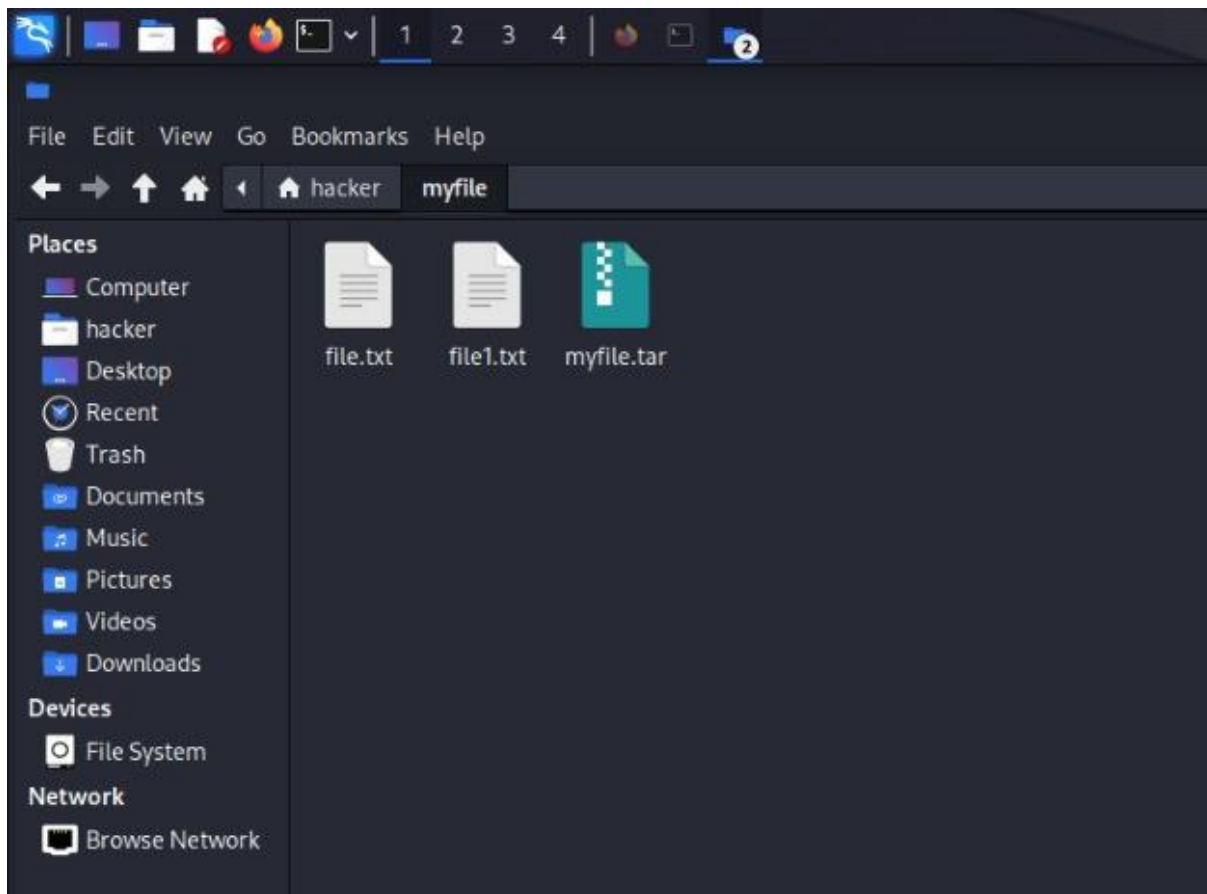 1 2 3 4 2
File Edit View Go Bookmarks Help
hacker myfile
Places
Computer
hacker
Desktop
Recent
Trash
Documents
Music
Pictures
Videos
Downloads
Devices
File System
Network
Browse Network
file.txt file1.txt myfile.tar